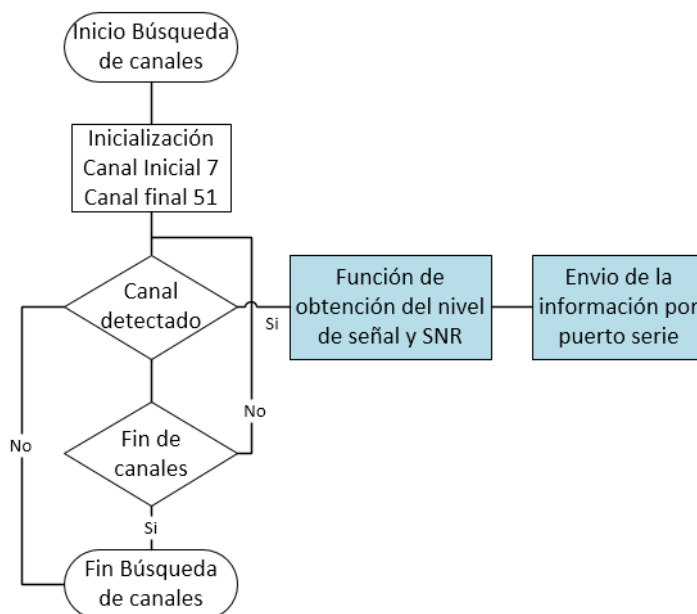 Inicio Búsqueda
de canales
Inicialización
Canal Inicial 7
Canal final 51
Canal
detectado
Si
Función de
obtención del nivel
de señal y SNR
Envio de la
información por
puerto serie
No
Fin de
canales
No
Si
Fin Búsqueda
de canales